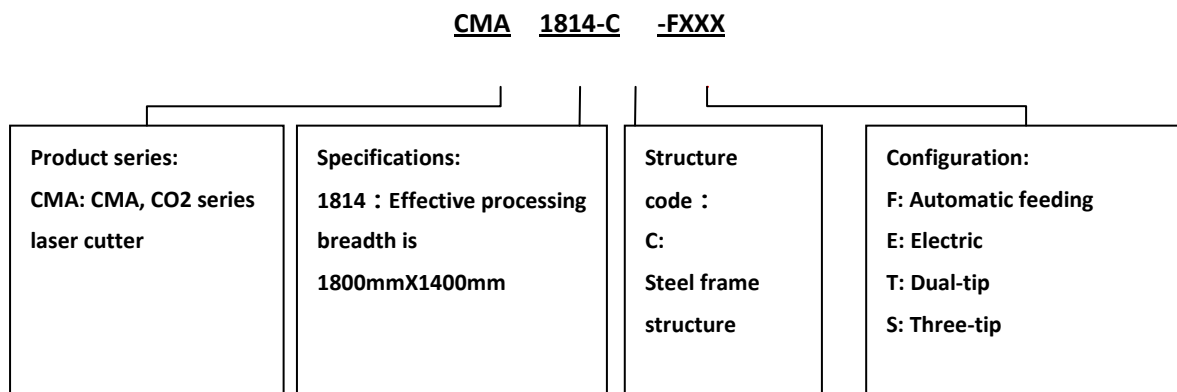 CMA 1814-C -FXXX
Product series:
CMA: CMA, CO2 series
laser cutter
Specifications:
1814：Effective processing
breadth is
1800mmX1400mm
Structure
code：
C:
Steel frame
structure
Configuration:
F: Automatic feeding
E: Electric
T: Dual-tip
S: Three-tip